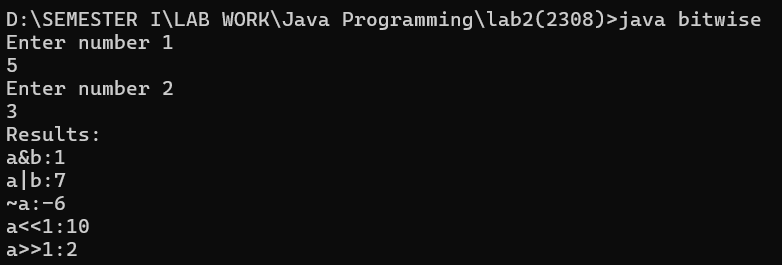 D:\SEMESTER I\LAB WORK\Java Programming\lab2(2308)>java bitwise
Enter number 1
5
Enter number 2
3
Results:
a&b:1
a|b:7
~a:-6
a<<1:10
a>>1:2